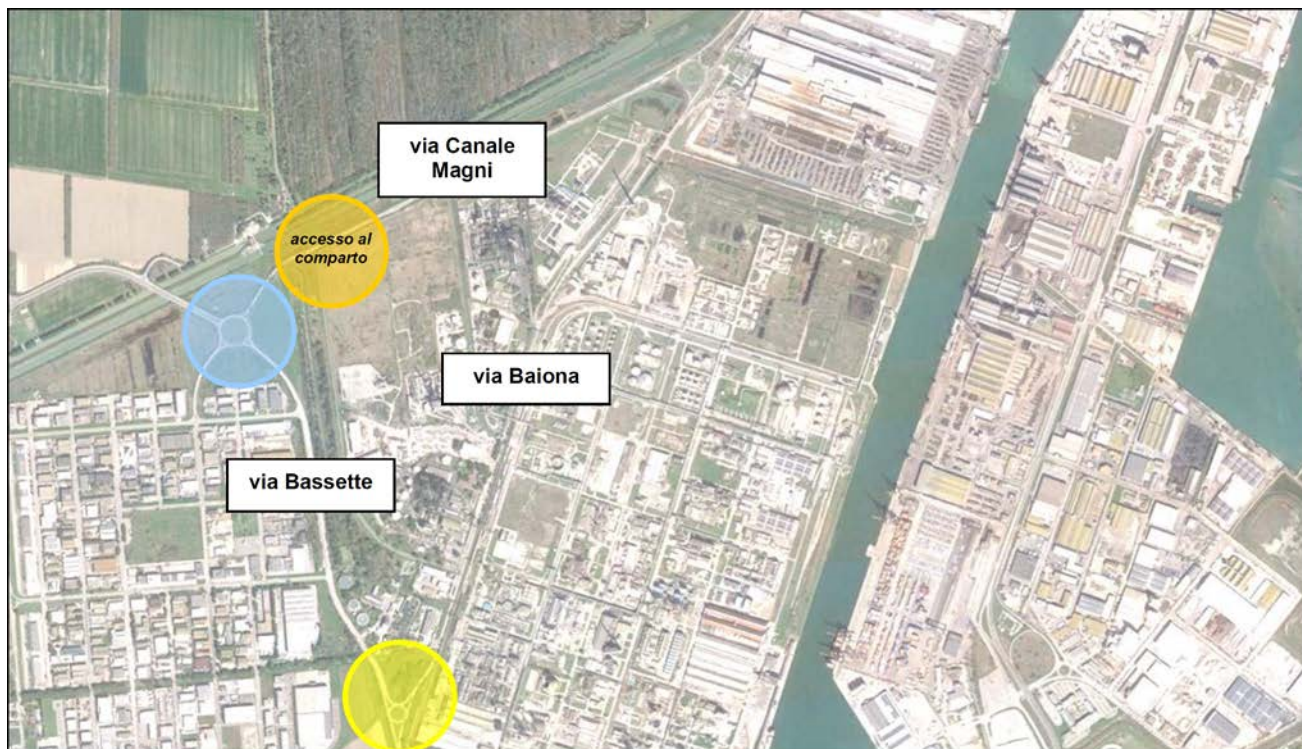 via Canale
Magni
accesso al
comparto
via Baiona
via Bassette